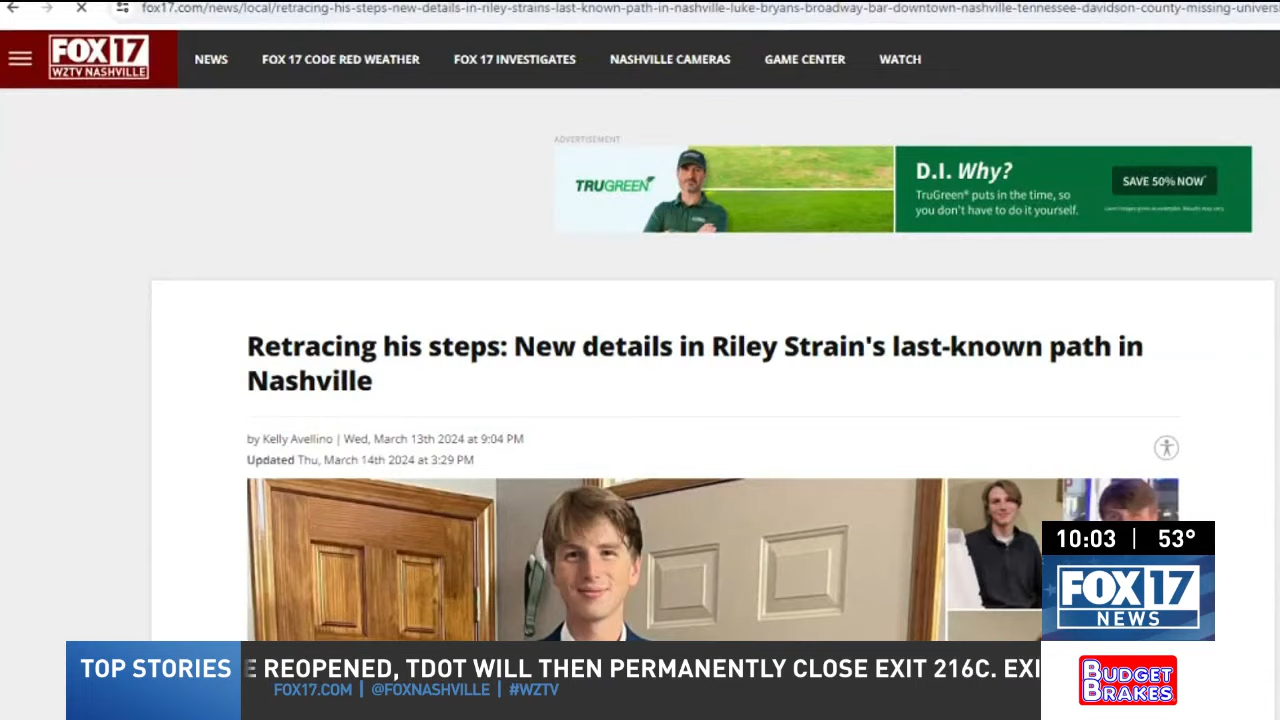 fox17.com/news/local/retracing-his-steps-new-details-in-riley-strains-last-known-path-in-nashville-luke-bryans-broadway-bar-downtown-nashville-tennessee-davidson-county-missing-univers
FOX 17
WZTV NASHVILLE
NEWS FOX 17 CODE RED WEATHER FOX 17 INVESTIGATES NASHVILLE CAMERAS GAME CENTER WATCH
ADVERTISEMENT
TRUGREEN
D.I. Why?
TruGreen® puts in the time, so
you don't have to do it yourself.
SAVE 50% NOW*
Retracing his steps: New details in Riley Strain's last-known path in
Nashville
by Kelly Avellino | Wed, March 13th 2024 at 9:04 PM
Updated Thu, March 14th 2024 at 3:29 PM
10:03 | 53°
FOX 17
NEWS
TOP STORIES E REOPENED, TDOT WILL THEN PERMANENTLY CLOSE EXIT 216C. EXI
FOX17.COM | @FOXNASHVILLE | #WZTV
BUDGET
BRAKES